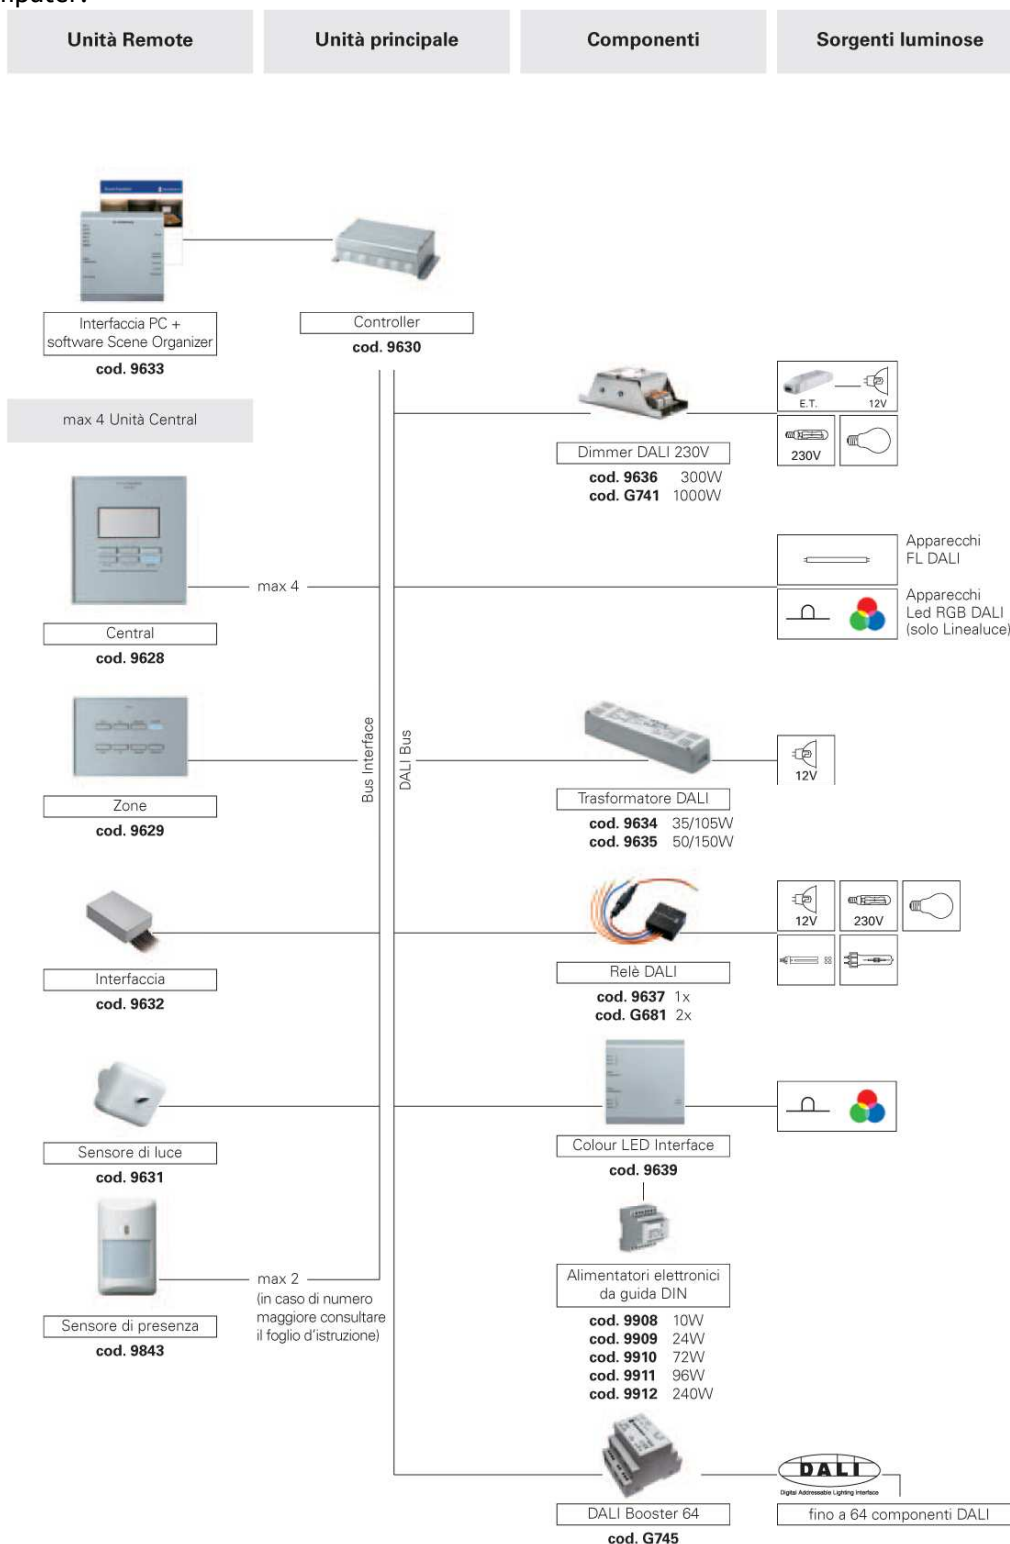 mputer.
Unità Remote
Unità principale
Componenti
Sorgenti luminose
Interfaccia PC +
software Scene Organizer
cod. 9633
Controller
cod. 9630
max 4 Unità Central
Dimmer DALI 230V
cod. 9636 300W
cod. G741 1000W
E.T. 12V
230V
Central
cod. 9628
max 4
Apparecchi
FL DALI
Apparecchi
Led RGB DALI
(solo Linealuce)
Zone
cod. 9629
Bus Interface
DALI Bus
Trasformatore DALI
cod. 9634 35/105W
cod. 9635 50/150W
12V
Interfaccia
cod. 9632
Relè DALI
cod. 9637 1x
cod. G681 2x
12V 230V
Sensore di luce
cod. 9631
Colour LED Interface
cod. 9639
Sensore di presenza
cod. 9843
max 2
(in caso di numero
maggiore consultare
il foglio d'istruzione)
Alimentatori elettronici
da guida DIN
cod. 9908 10W
cod. 9909 24W
cod. 9910 72W
cod. 9911 96W
cod. 9912 240W
DALI Booster 64
cod. G745
DALI
Digital Addressable Lighting Interface
fino a 64 componenti DALI